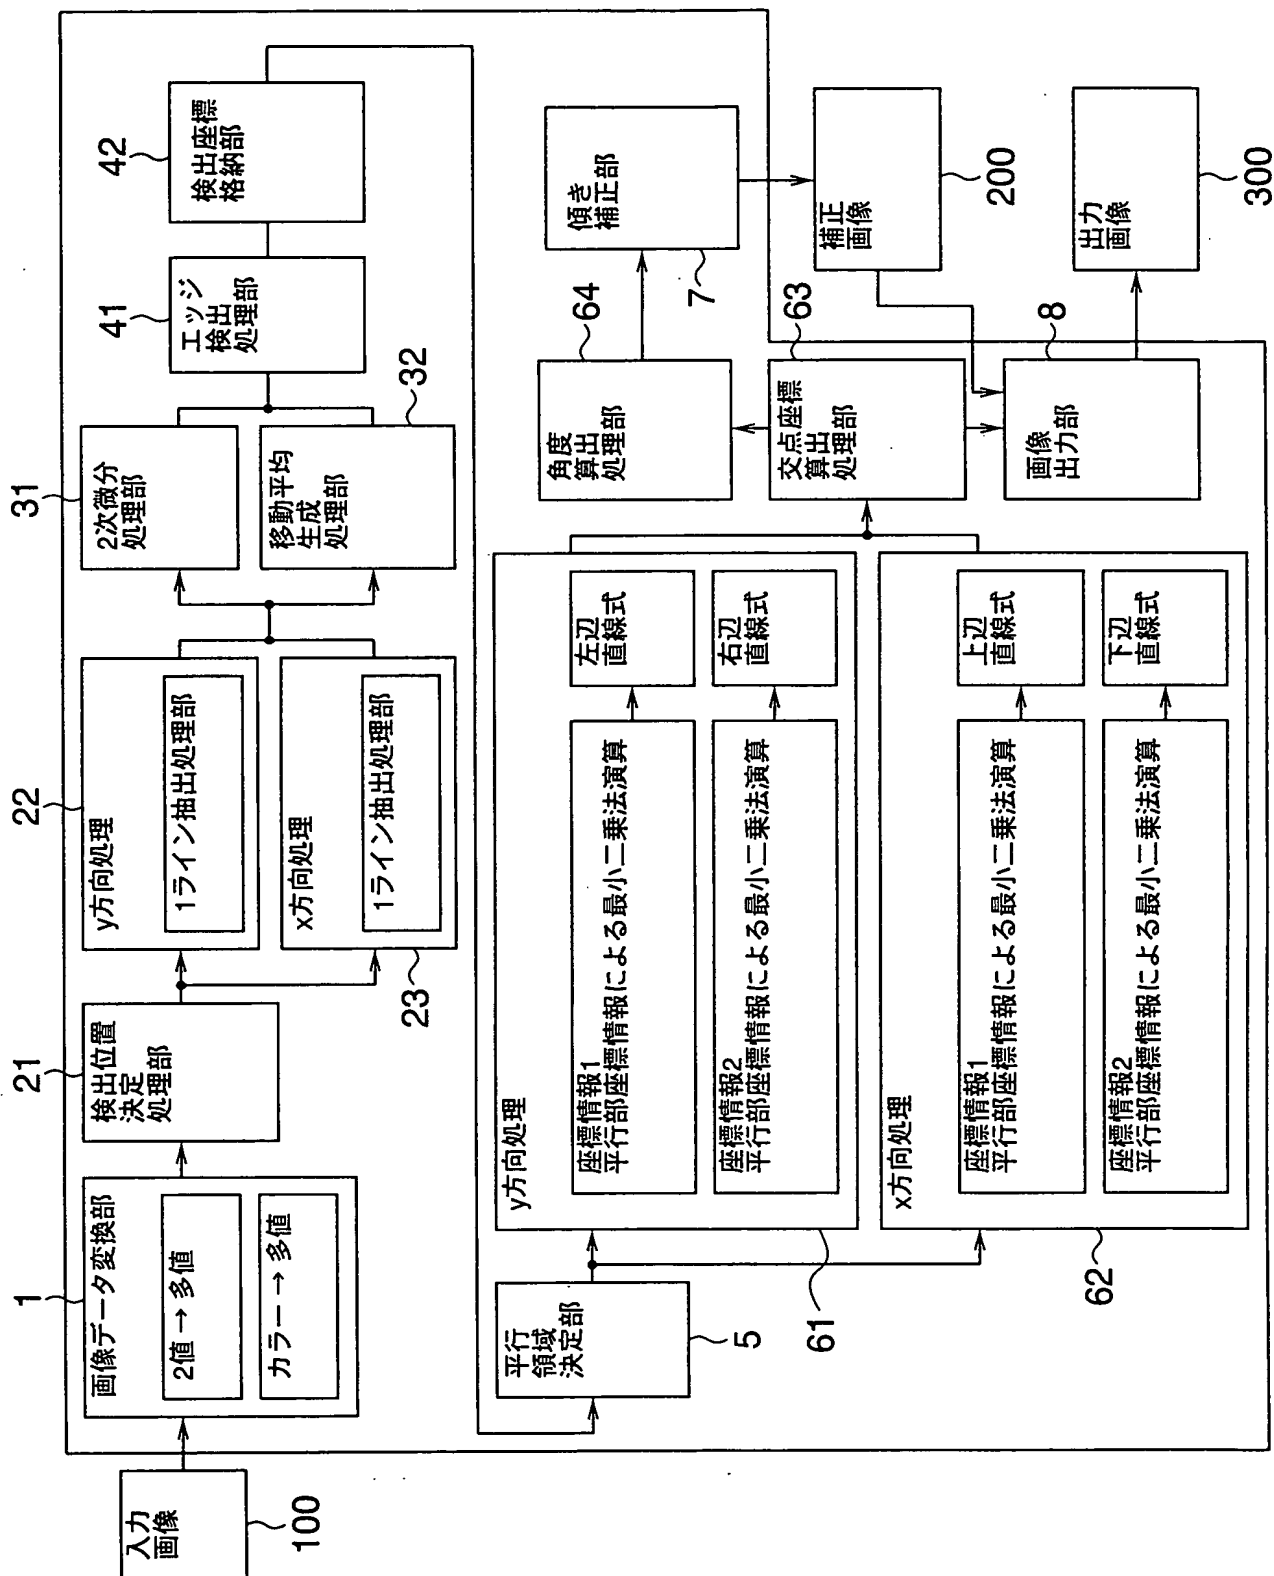 入力
画像
100
1
画像データ変換部
2値→多値
カラー→多値
21
検出位置
決定
処理部
22
y方向処理
1ライン抽出処理部
x方向処理
1ライン抽出処理部
23
31
2次微分
処理部
移動平均
生成
処理部
32
41
エッジ
検出
処理部
42
検出座標
格納部
平行
領域
決定部
5
y方向処理
座標情報1
平行部座標情報による最小二乗法演算
左辺
直線式
座標情報2
平行部座標情報による最小二乗法演算
右辺
直線式
61
x方向処理
座標情報1
平行部座標情報による最小二乗法演算
上辺
直線式
座標情報2
平行部座標情報による最小二乗法演算
下辺
直線式
62
角度
算出
処理部
64
交点座標
算出
処理部
63
画像
出力部
8
傾き
補正部
7
補正
画像
200
出力
画像
300